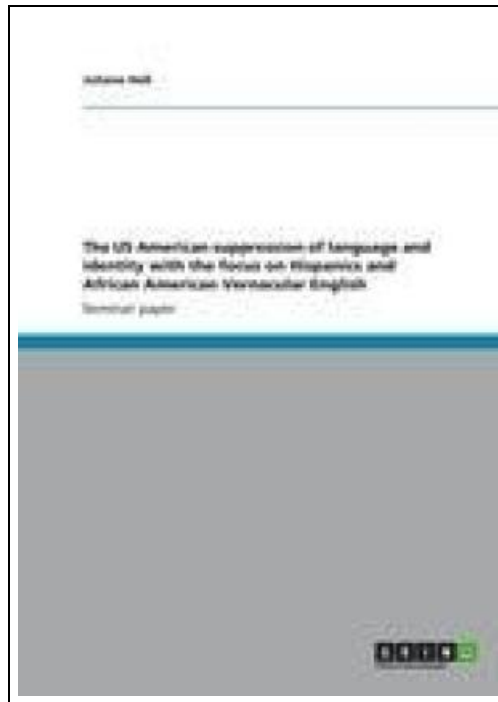 The US American suppression of language and
identity with the focus on Hispanics and
African American Vernacular English
Seminar paper
GRIN